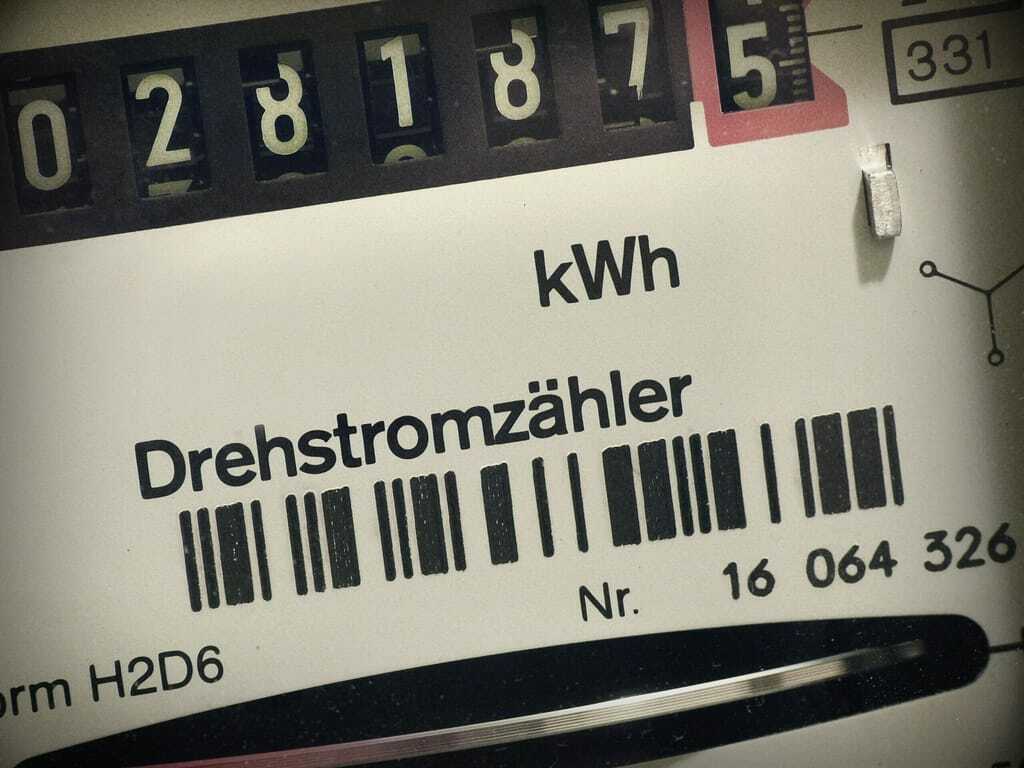 0281875
331
kWh
Drehstromzähler
Nr. 16 064 326
orm H2D6